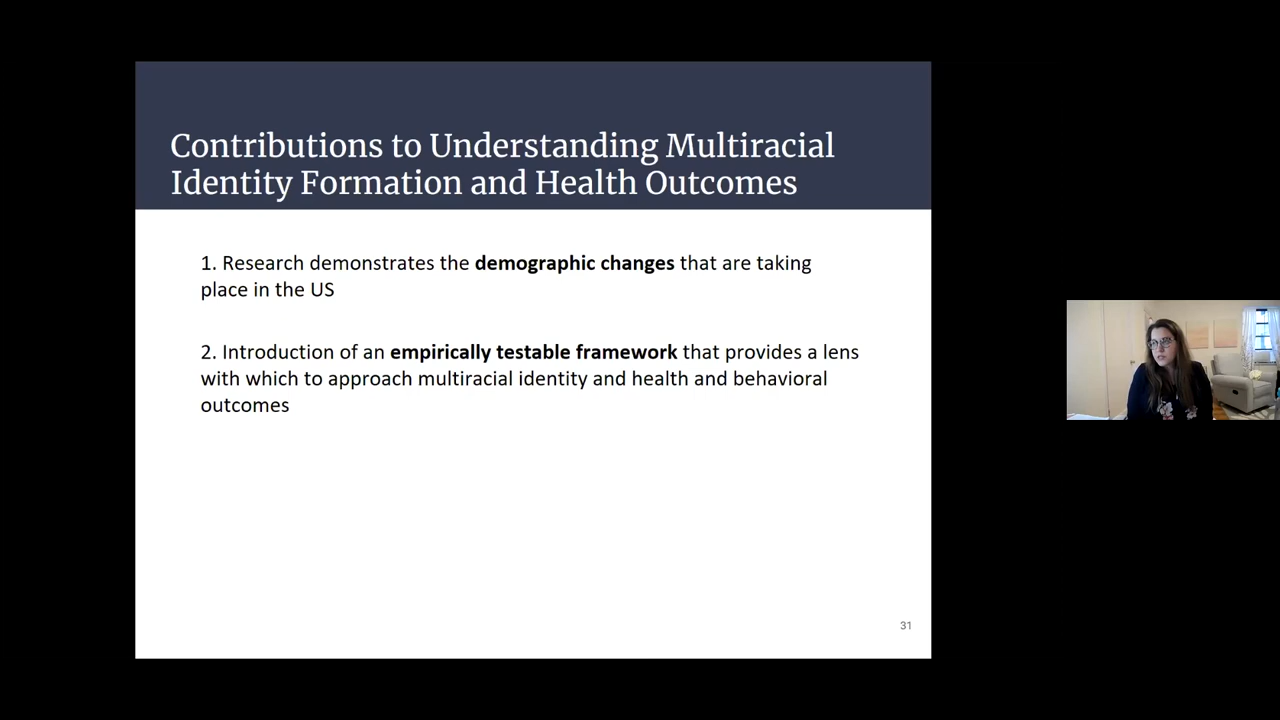 Contributions to Understanding Multiracial
Identity Formation and Health Outcomes
1. Research demonstrates the demographic changes that are taking
place in the US
2. Introduction of an empirically testable framework that provides a lens
with which to approach multiracial identity and health and behavioral
outcomes
31